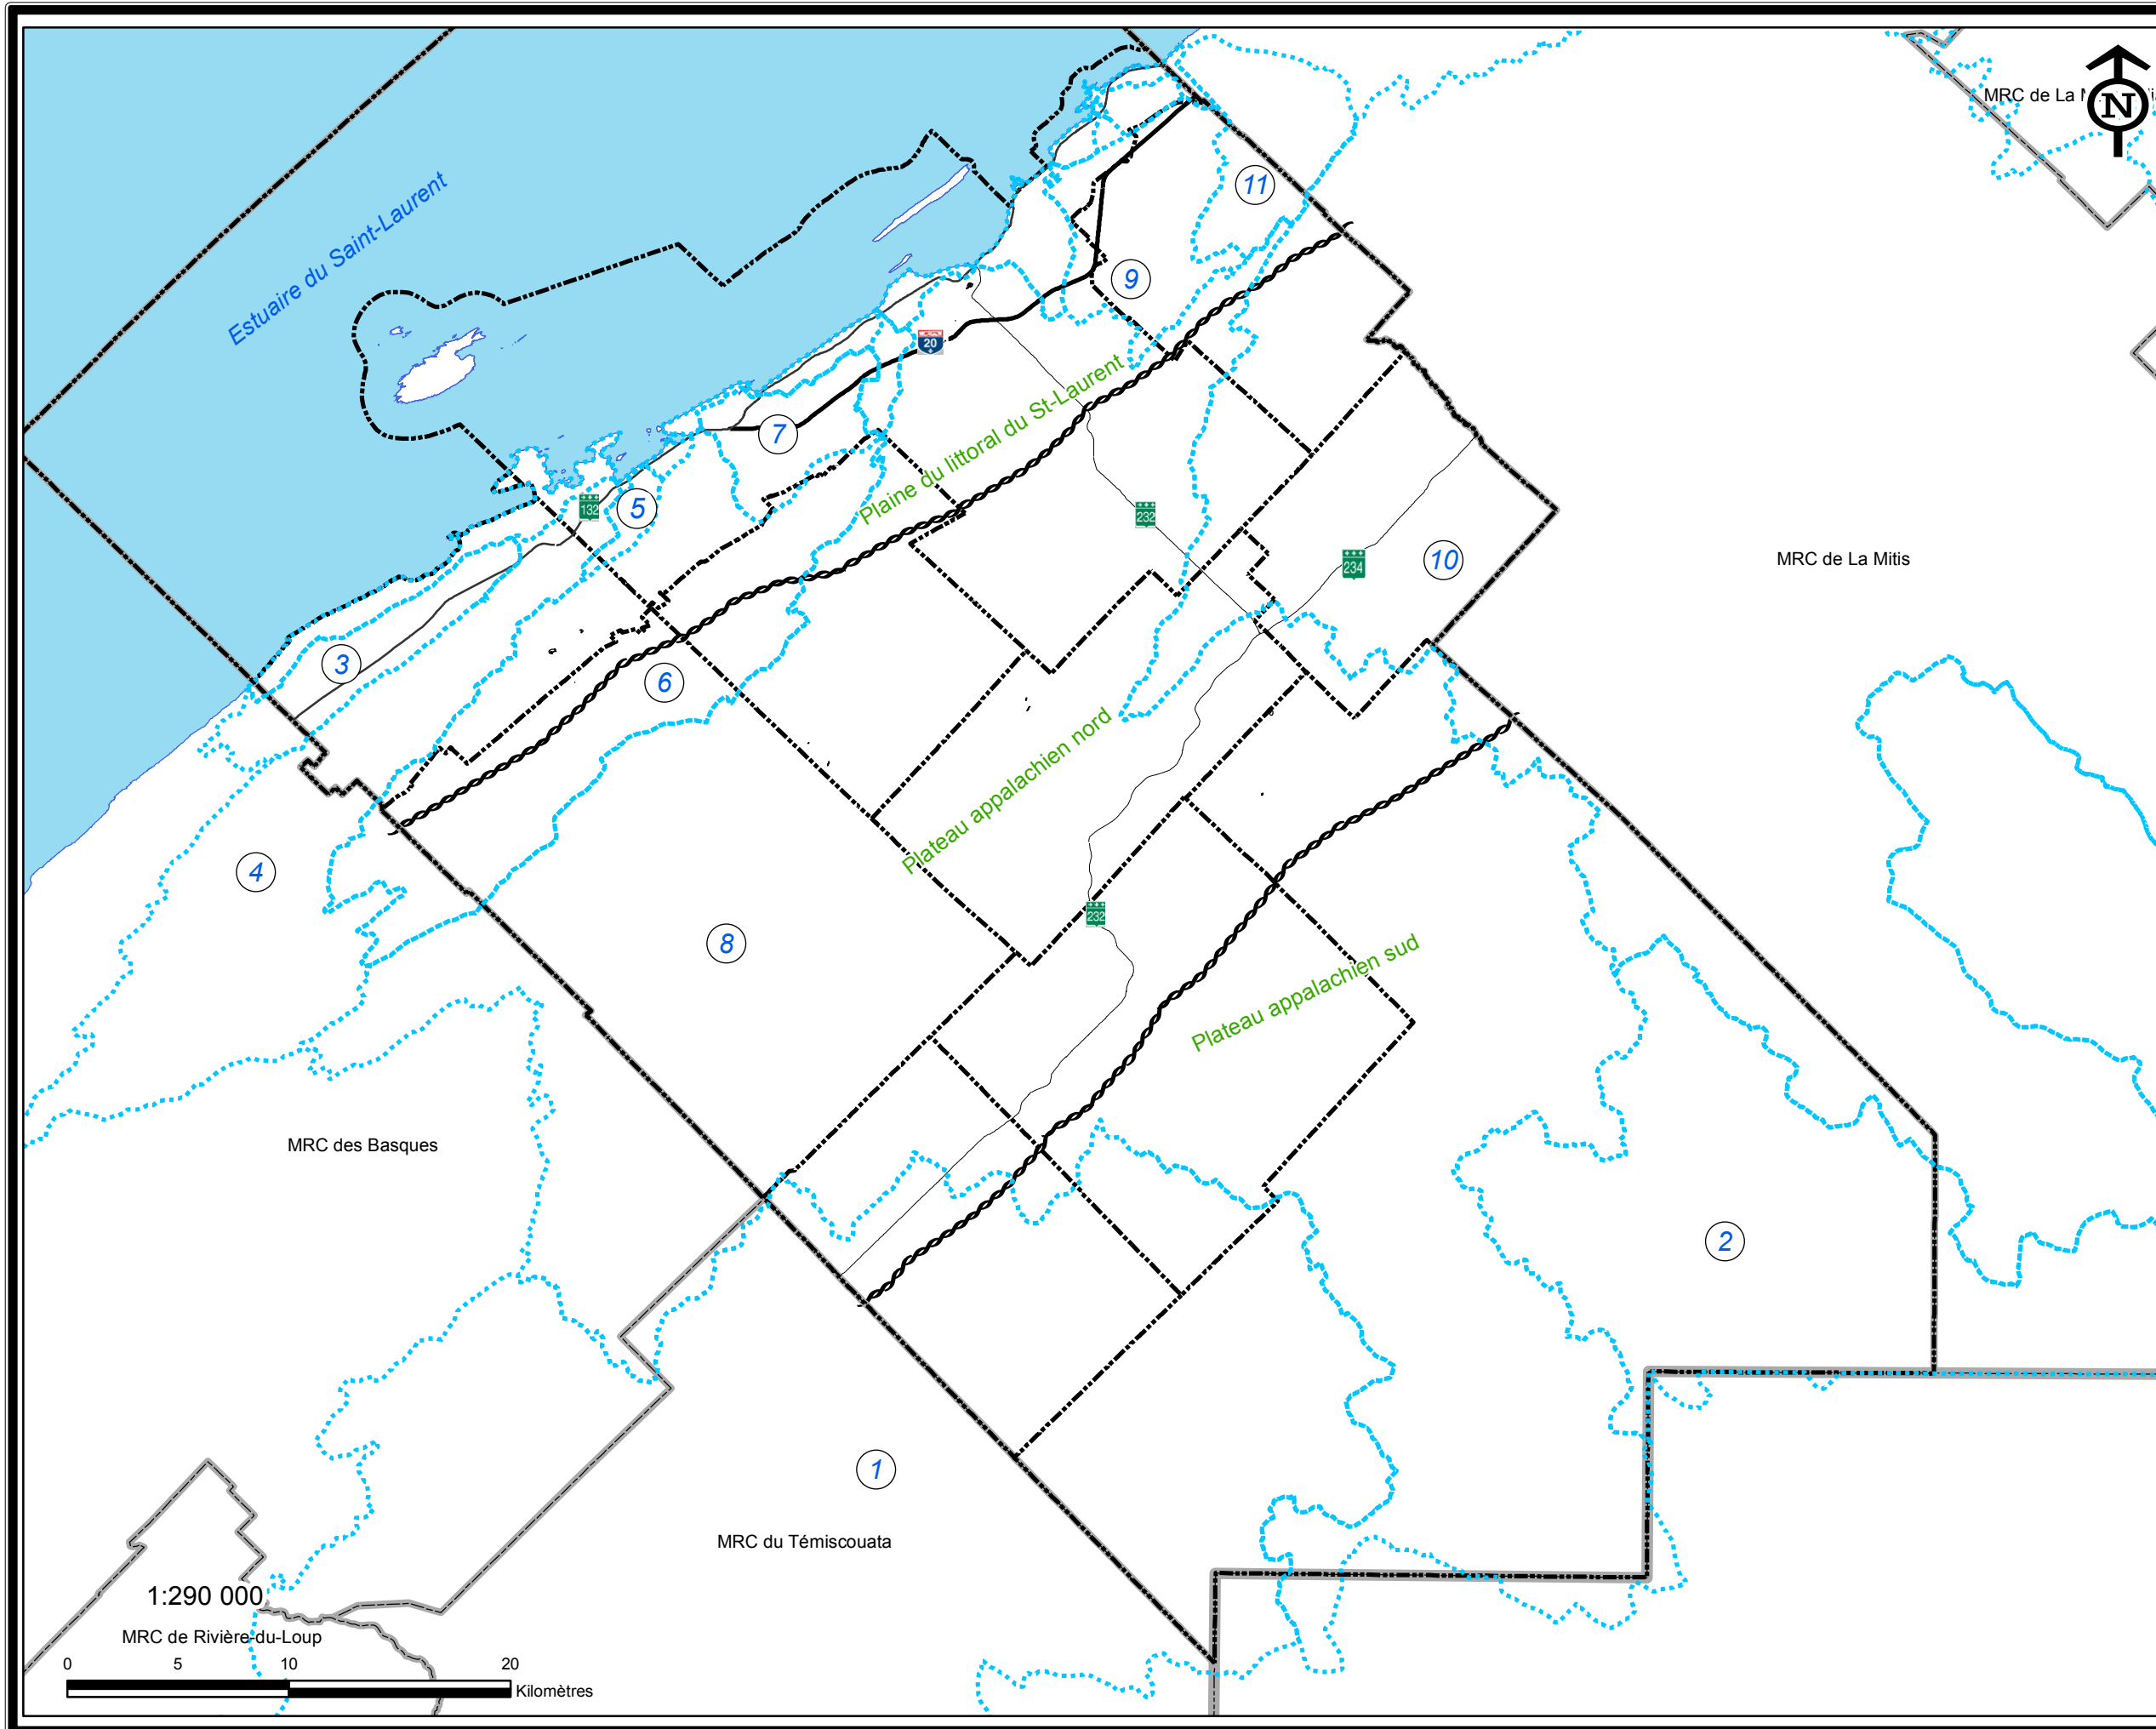 MRC de La
N
11
Estuaire du Saint-Laurent
9
20
7
Plaine du littoral du St-Laurent
5
132
232
234
10
MRC de La Mitis
3
6
Plateau appalachien nord
4
232
8
Plateau appalachien sud
MRC des Basques
2
1
MRC du Témiscouata
1:290 000
MRC de Rivière-du-Loup
0 5 10 20
Kilomètres